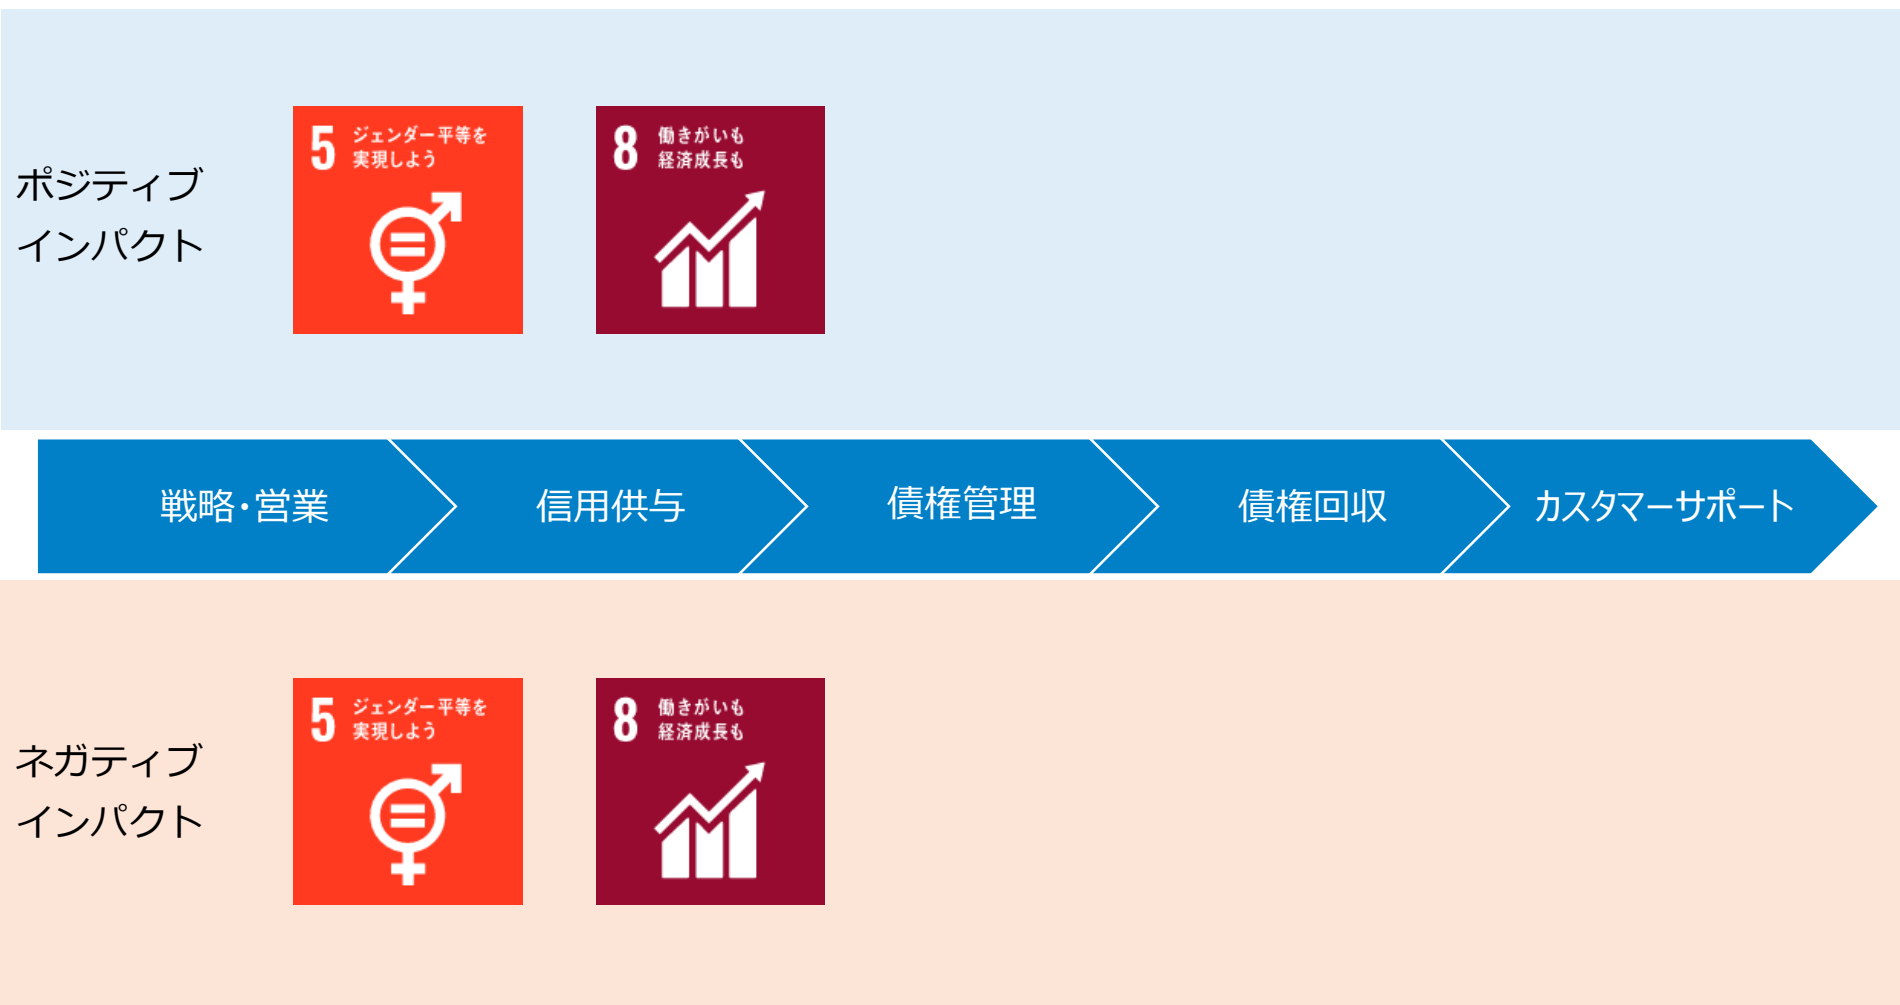 ポジティブ
インパクト
5 ジェンダー平等を
実現しよう
8 働きがいも
経済成長も
戦略・営業
信用供与
債権管理
債権回収
カスタマーサポート
ネガティブ
インパクト
5 ジェンダー平等を
実現しよう
8 働きがいも
経済成長も